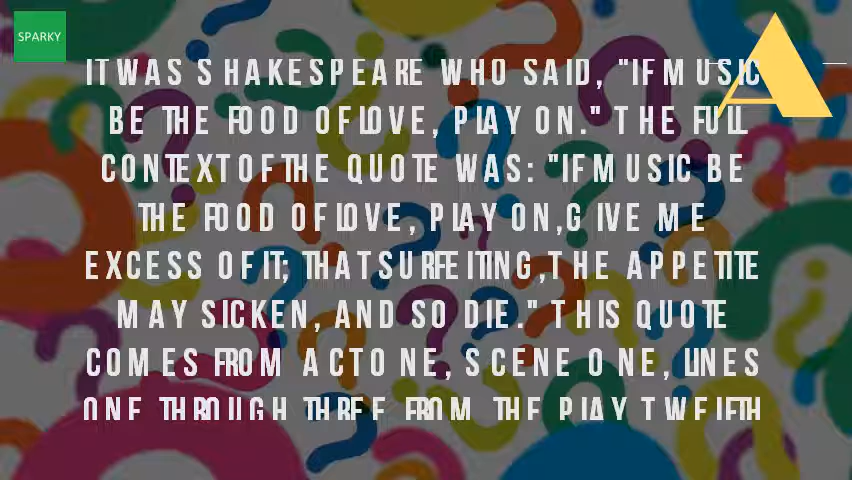 SPARKY
A
IT WAS SHAKESPEARE WHO SAID, "IF MUSIC
BE THE FOOD OF LOVE, PLAY ON." THE FULL
CONTEXT OF THE QUOTE WAS: "IF MUSIC BE
THE FOOD OF LOVE, PLAY ON, GIVE ME
EXCESS OF IT; THAT SURFEITING, THE APPETITE
MAY SICKEN, AND SO DIE." THIS QUOTE
COMES FROM ACT ONE, SCENE ONE, LINES
ONE THROUGH THREE FROM THE PLAY TWELFTH